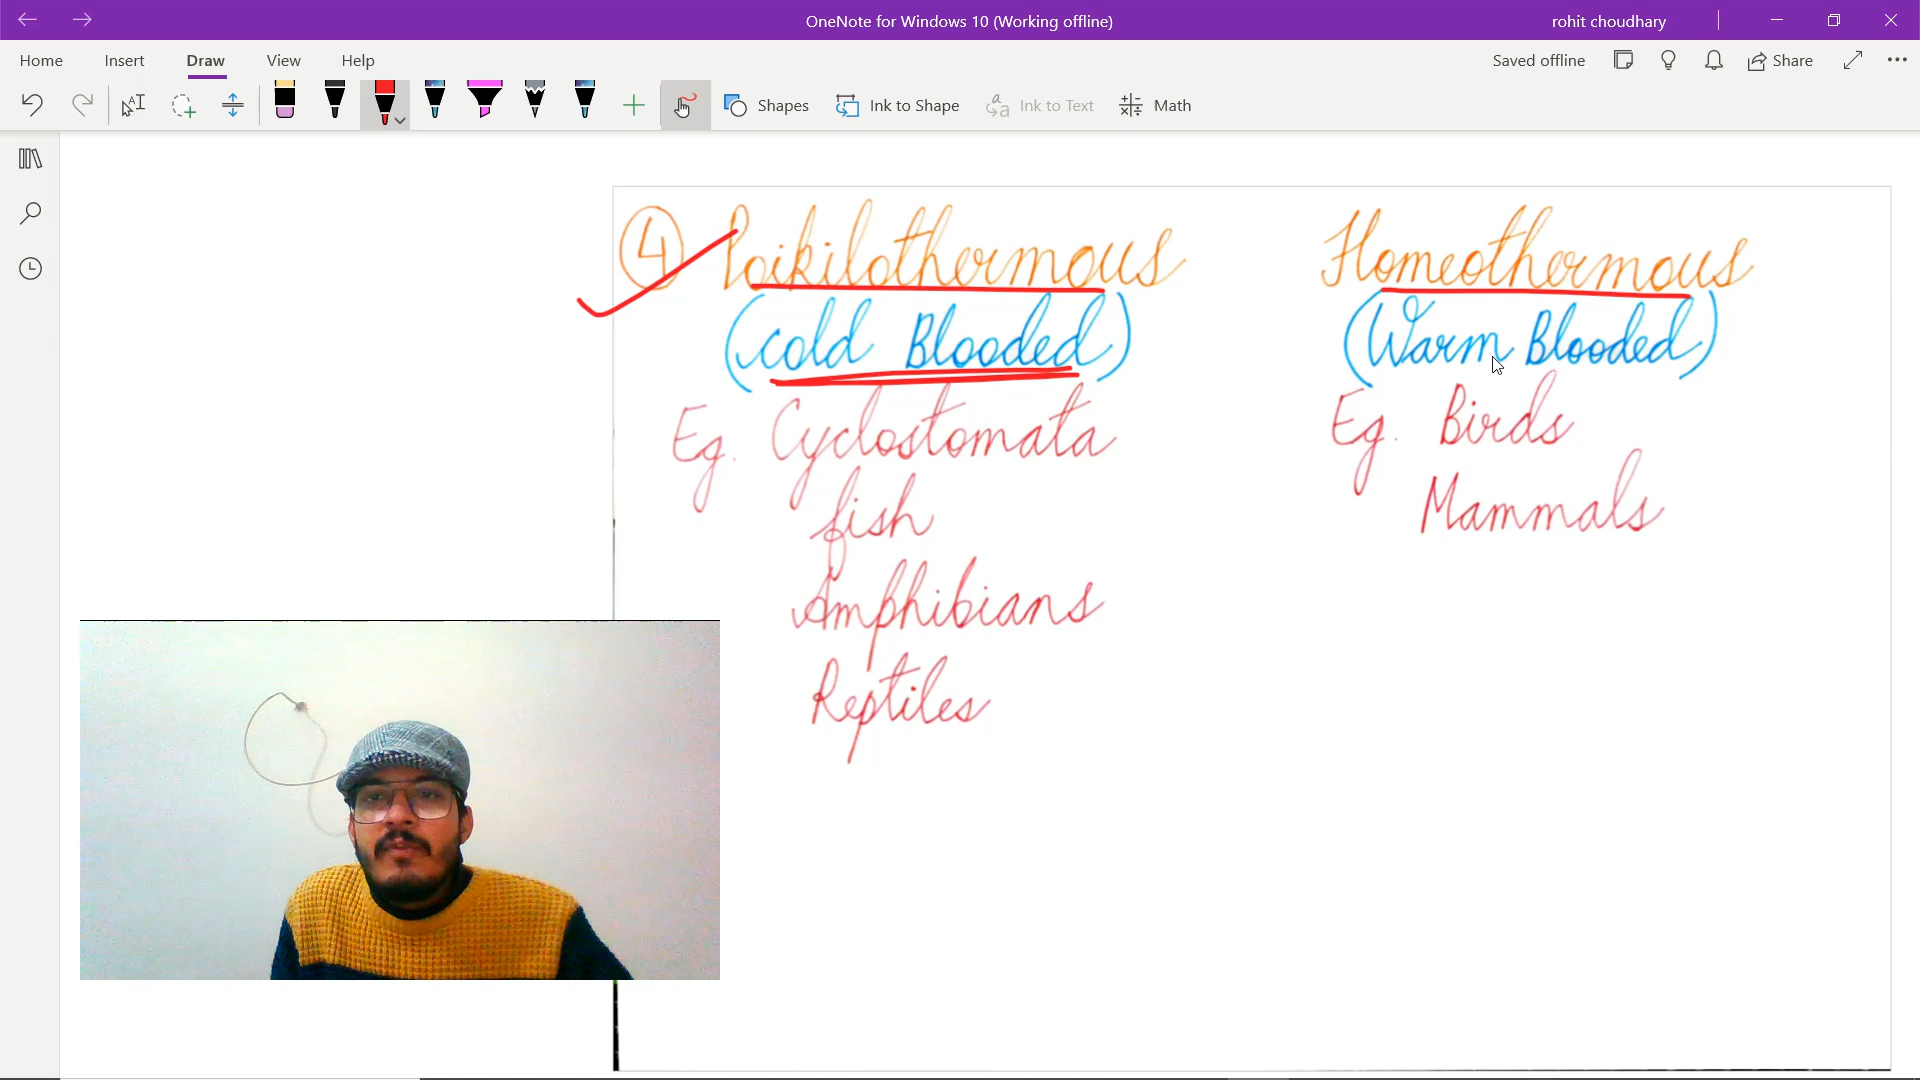 OneNote for Windows 10 (Working offline)
rohit choudhary
Home Insert Draw View Help
Saved offline Share
Shapes Ink to Shape Ink to Text Math
④ Poikilothermous
(Cold Blooded)
Eg. Cyclostomata
fish
Amphibians
Reptiles
Homeothermous
(Warm Blooded)
Eg. Birds
Mammals